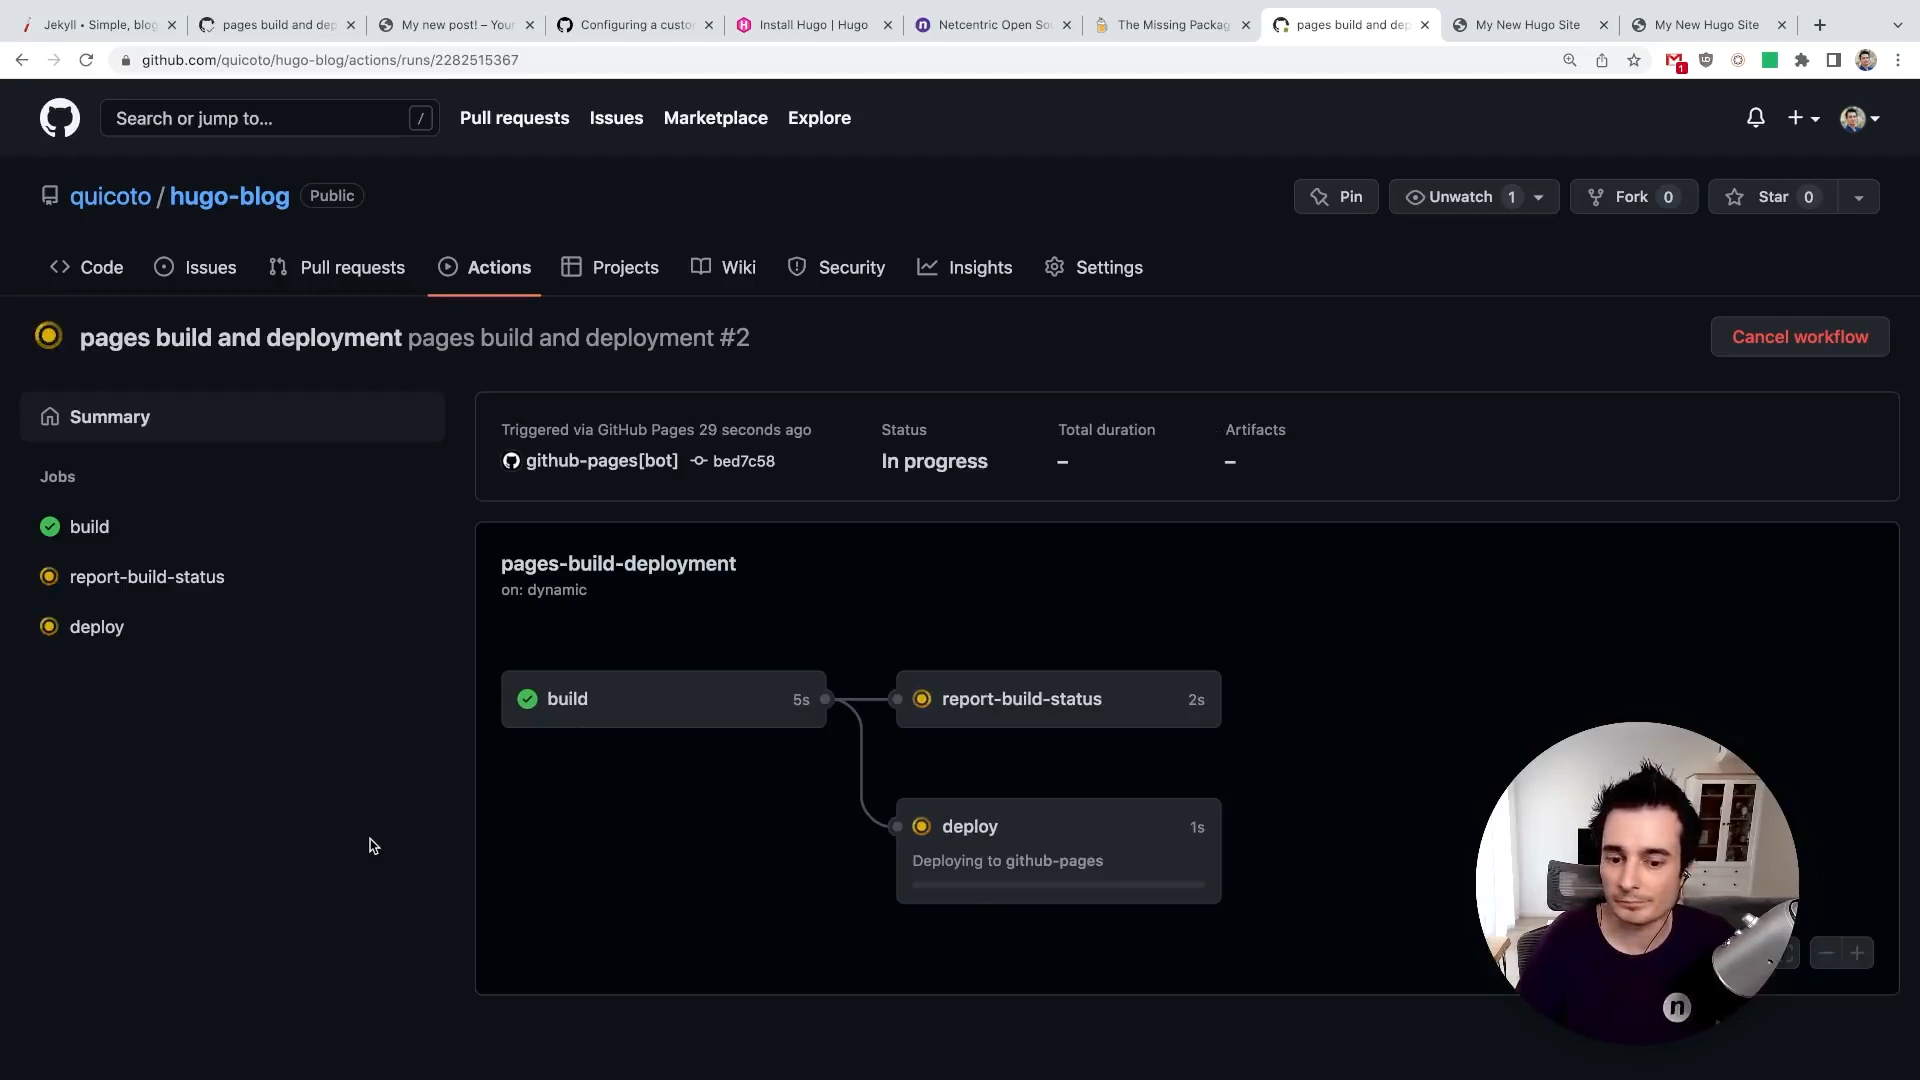 Jekyll • Simple, blog
pages build and dep
My new post! – Your
Configuring a custo
Install Hugo | Hugo
Netcentric Open So
The Missing Packag
pages build and dep
My New Hugo Site
My New Hugo Site
github.com/quicoto/hugo-blog/actions/runs/2282515367
1
Search or jump to...
/
Pull requests
Issues
Marketplace
Explore
quicoto / hugo-blog
Public
Pin
Unwatch 1
Fork 0
Star 0
Code
Issues
Pull requests
Actions
Projects
Wiki
Security
Insights
Settings
pages build and deployment pages build and deployment #2
Cancel workflow
Summary
Jobs
build
report-build-status
deploy
Triggered via GitHub Pages 29 seconds ago
github-pages[bot] bed7c58
Status
In progress
Total duration
–
Artifacts
–
pages-build-deployment
on: dynamic
build 5s
report-build-status 2s
deploy 1s
Deploying to github-pages
n